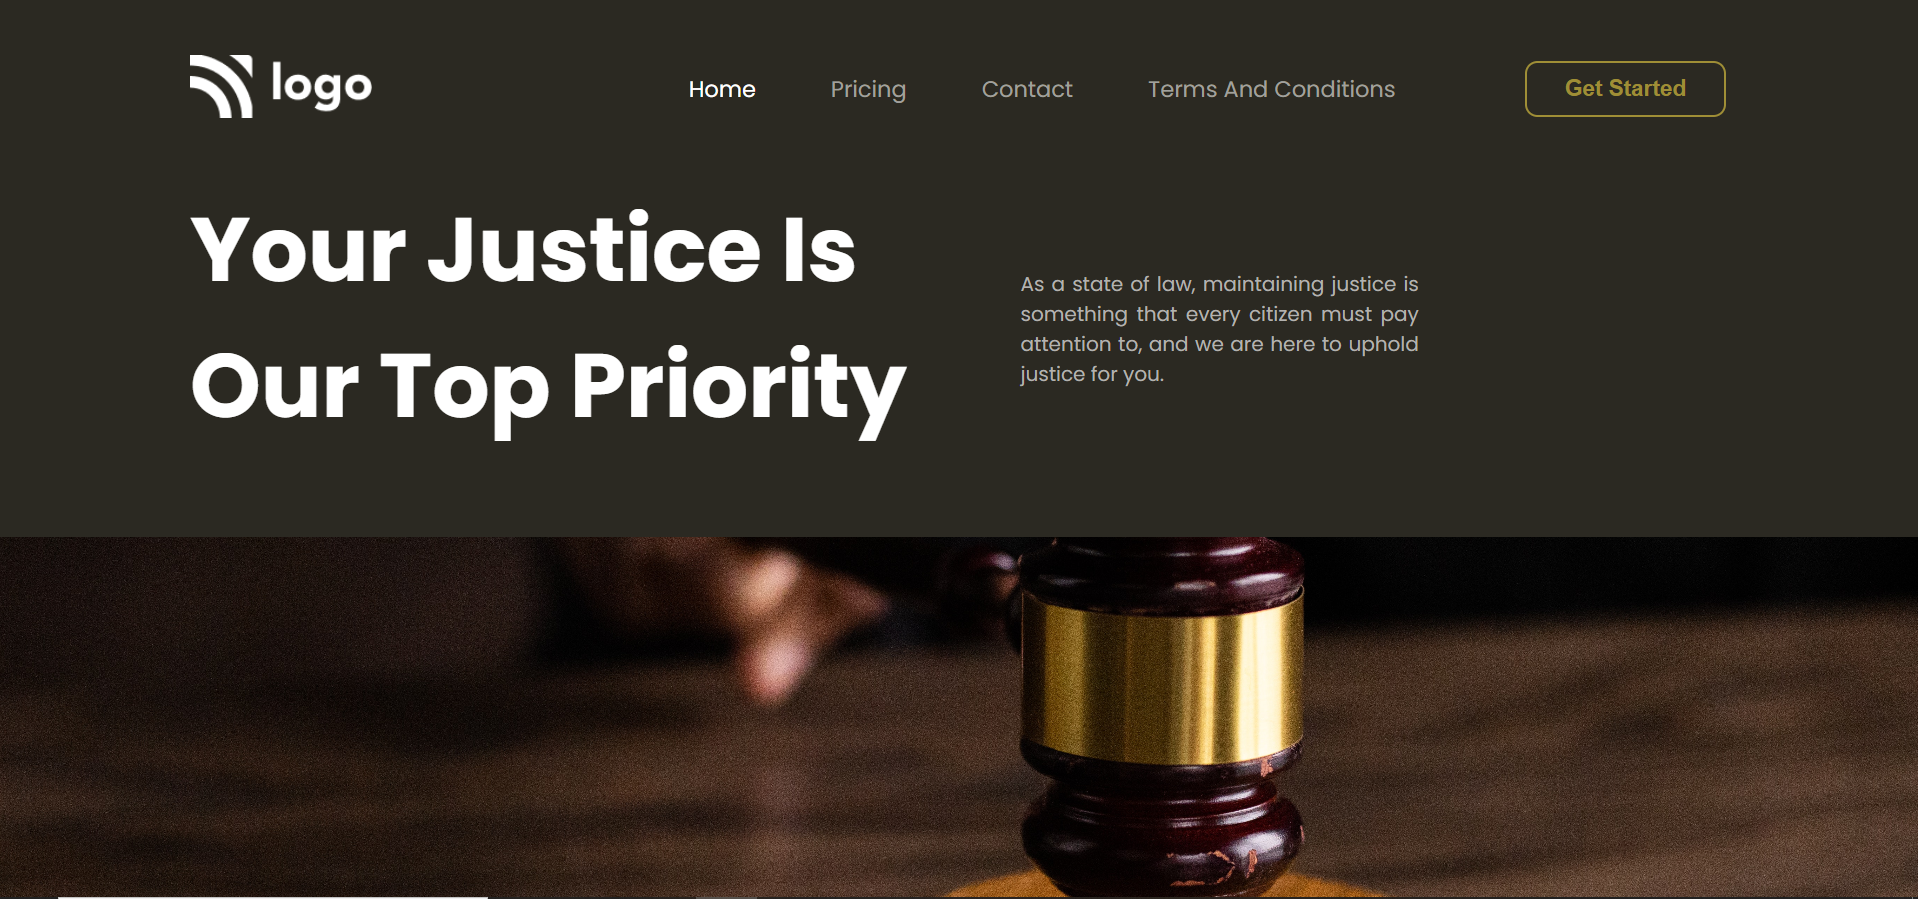 logo
Home
Pricing
Contact
Terms And Conditions
Get Started
Your Justice Is
Our Top Priority
As a state of law, maintaining justice is
something that every citizen must pay
attention to, and we are here to uphold
justice for you.